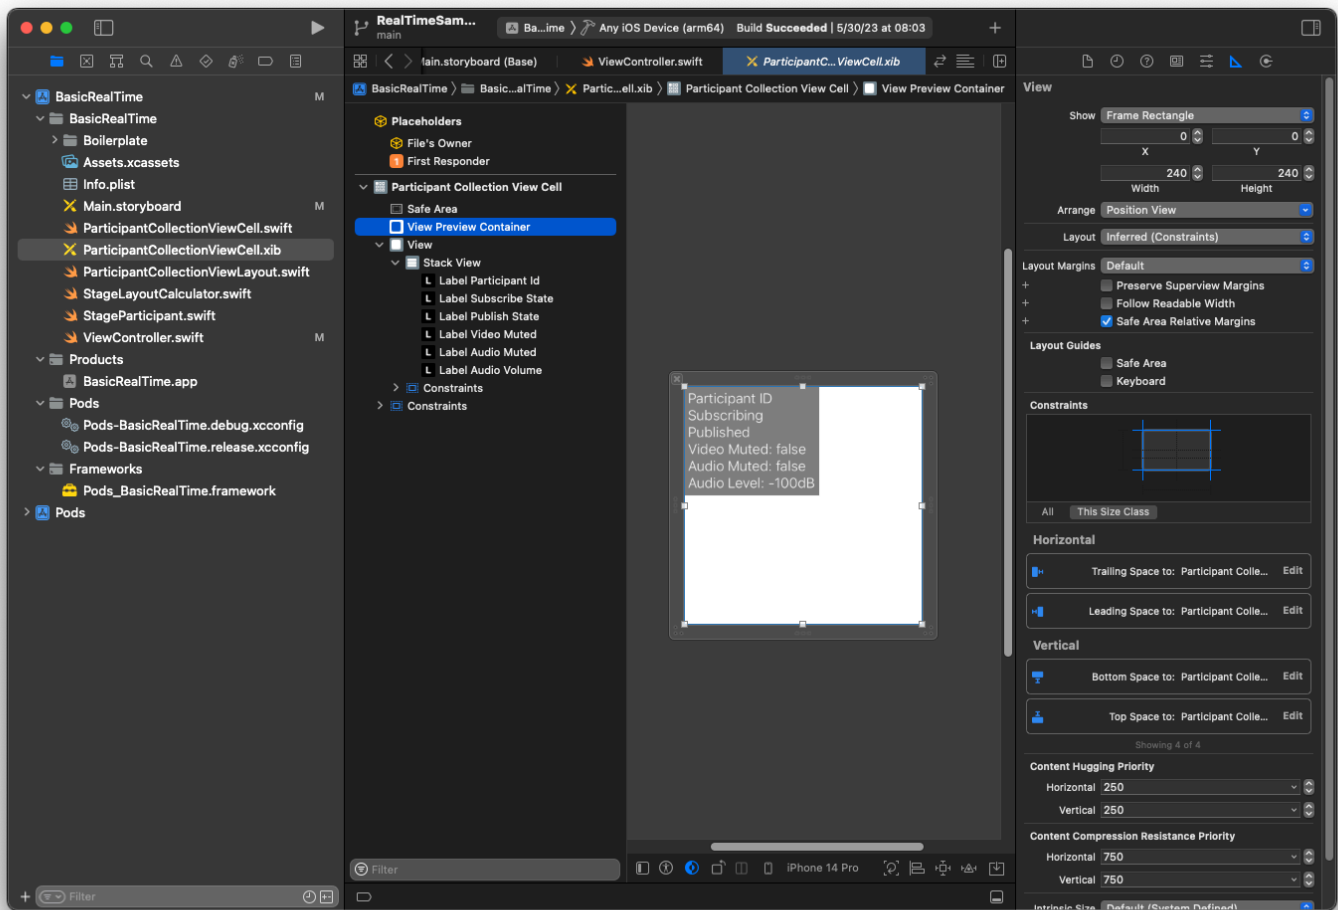 RealTimeSam...
main
Ba...ime
Any iOS Device (arm64)
Build Succeeded | 5/30/23 at 08:03
BasicRealTime
M
BasicRealTime
Boilerplate
Assets.xcassets
Info.plist
Main.storyboard
M
ParticipantCollectionViewCell.swift
ParticipantCollectionViewCell.xib
ParticipantCollectionViewLayout.swift
StageLayoutCalculator.swift
StageParticipant.swift
ViewController.swift
M
Products
BasicRealTime.app
Pods
Pods-BasicRealTime.debug.xcconfig
Pods-BasicRealTime.release.xcconfig
Frameworks
Pods_BasicRealTime.framework
Pods
Filter
Main.storyboard (Base)
ViewController.swift
ParticipantC...ViewCell.xib
BasicRealTime
Basic...alTime
Partic...ell.xib
Participant Collection View Cell
View Preview Container
Placeholders
File's Owner
1 First Responder
Participant Collection View Cell
Safe Area
View Preview Container
View
Stack View
L Label Participant Id
L Label Subscribe State
L Label Publish State
L Label Video Muted
L Label Audio Muted
L Label Audio Volume
Constraints
Constraints
Filter
Participant ID
Subscribing
Published
Video Muted: false
Audio Muted: false
Audio Level: -100dB
iPhone 14 Pro
View
Show Frame Rectangle
0 0
X Y
240 240
Width Height
Arrange Position View
Layout Inferred (Constraints)
Layout Margins Default
Preserve Superview Margins
Follow Readable Width
Safe Area Relative Margins
Layout Guides
Safe Area
Keyboard
Constraints
All This Size Class
Horizontal
Trailing Space to: Participant Colle... Edit
Leading Space to: Participant Colle... Edit
Vertical
Bottom Space to: Participant Colle... Edit
Top Space to: Participant Colle... Edit
Showing 4 of 4
Content Hugging Priority
Horizontal 250
Vertical 250
Content Compression Resistance Priority
Horizontal 750
Vertical 750
Intrinsic Size Default (System Defined)